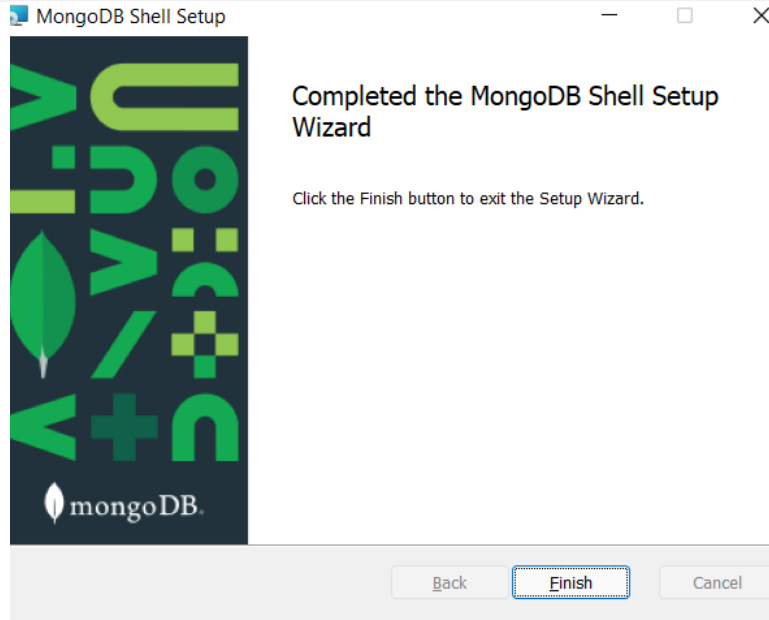 MongoDB Shell Setup
Completed the MongoDB Shell Setup
Wizard
Click the Finish button to exit the Setup Wizard.
mongoDB.
Back
Finish
Cancel